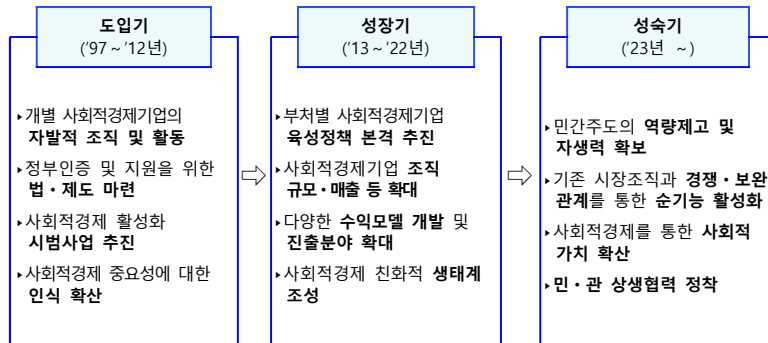 도입기
('97 ~ '12년)
‣개별 사회적경제기업의
자발적 조직 및 활동
‣정부인증 및 지원을 위한
법・제도 마련
‣사회적경제 활성화
시범사업 추진
‣사회적경제 중요성에 대한
인식 확산
성장기
('13 ~ '22년)
‣부처별 사회적경제기업
육성정책 본격 추진
‣사회적경제기업 조직
규모・매출 등 확대
‣다양한 수익모델 개발 및
진출분야 확대
‣사회적경제 친화적 생태계
조성
성숙기
('23년 ~)
‣민간주도의 역량제고 및
자생력 확보
‣기존 시장조직과 경쟁・보완
관계를 통한 순기능 활성화
‣사회적경제를 통한 사회적
가치 확산
‣민・관 상생협력 정착